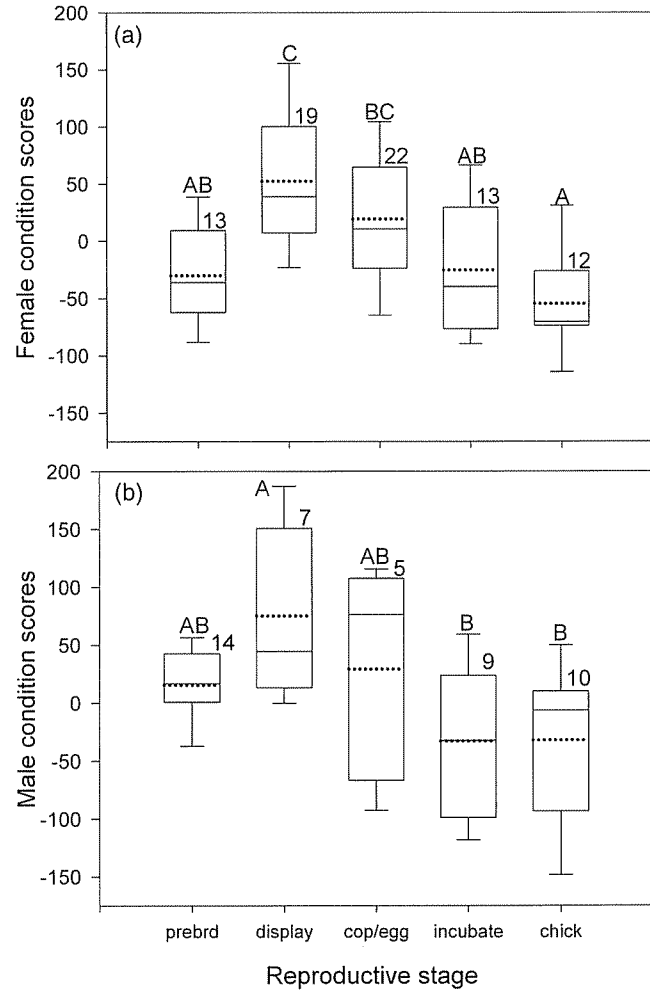 200
(a)
150
C
19
100
BC
22
AB
AB
13
13
50
A
12
0
-50
-100
-150
Female condition scores
200
(b)
A
7
150
AB
5
100
AB
14
B
9
B
10
50
0
-50
-100
-150
Male condition scores
prebrd display cop/egg incubate chick
Reproductive stage